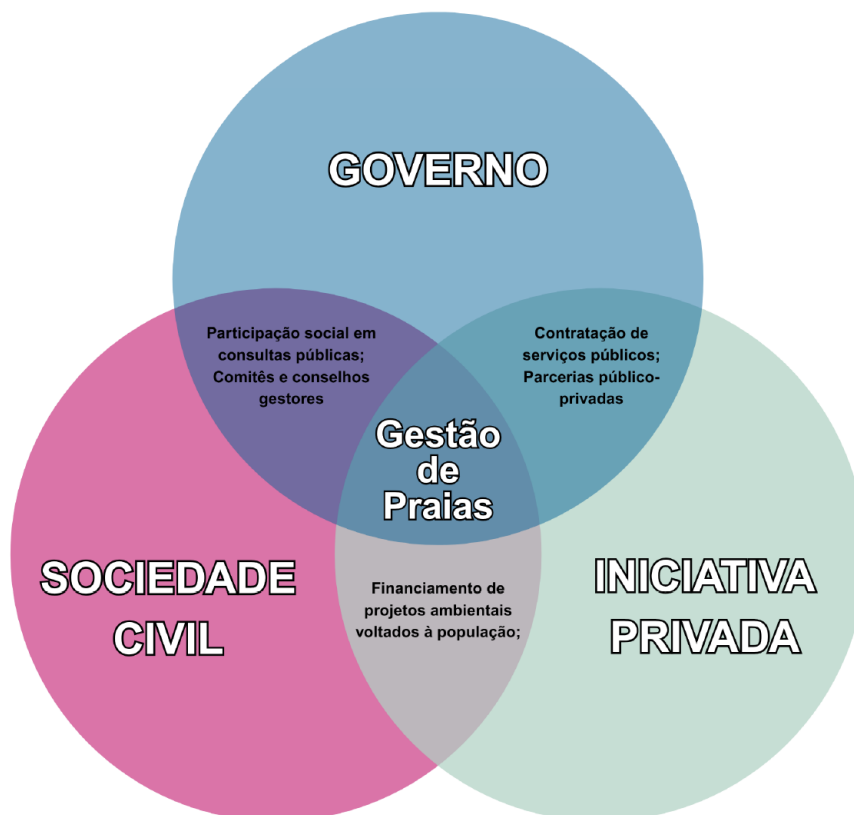 GOVERNO
Participação social em
consultas públicas;
Comitês e conselhos
gestores
Contratação de
serviços públicos;
Parcerias público-
privadas
Gestão
de
Praias
SOCIEDADE
CIVIL
Financiamento de
projetos ambientais
voltados à população;
INICIATIVA
PRIVADA